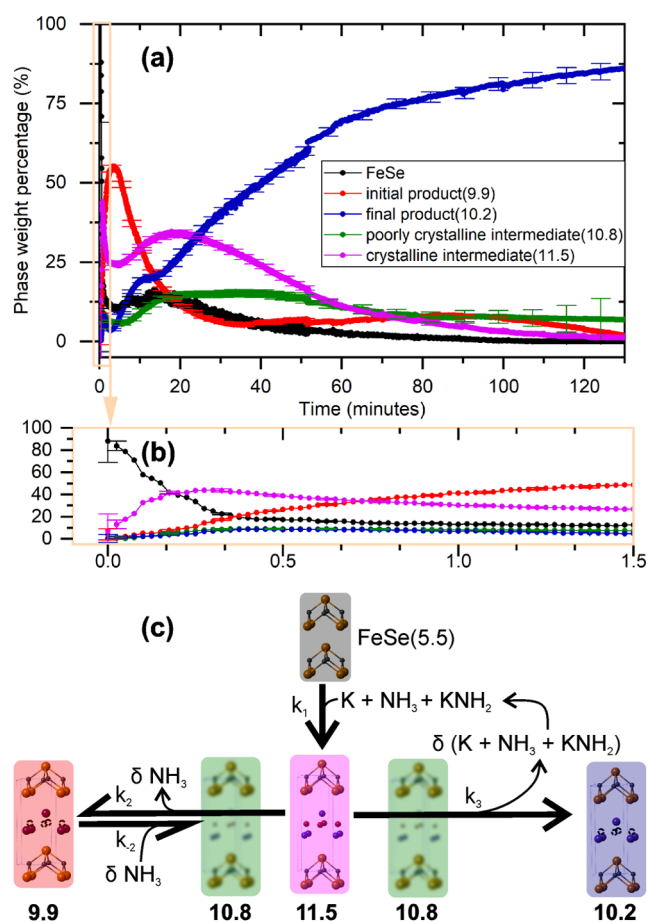 (a)
Phase weight percentage (%)
100
75
50
25
0
FeSe
initial product(9.9)
final product(10.2)
poorly crystalline intermediate(10.8)
crystalline intermediate(11.5)
0 20 40 60 80 100 120
Time (minutes)
(b)
100
80
60
40
20
0
0.0 0.5 1.0 1.5
(c)
FeSe(5.5)
k₁ K + NH₃ + KNH₂
δ NH₃ δ (K + NH₃ + KNH₂)
k₂ k₃
k₋₂
δ NH₃
9.9 10.8 11.5 10.8 10.2